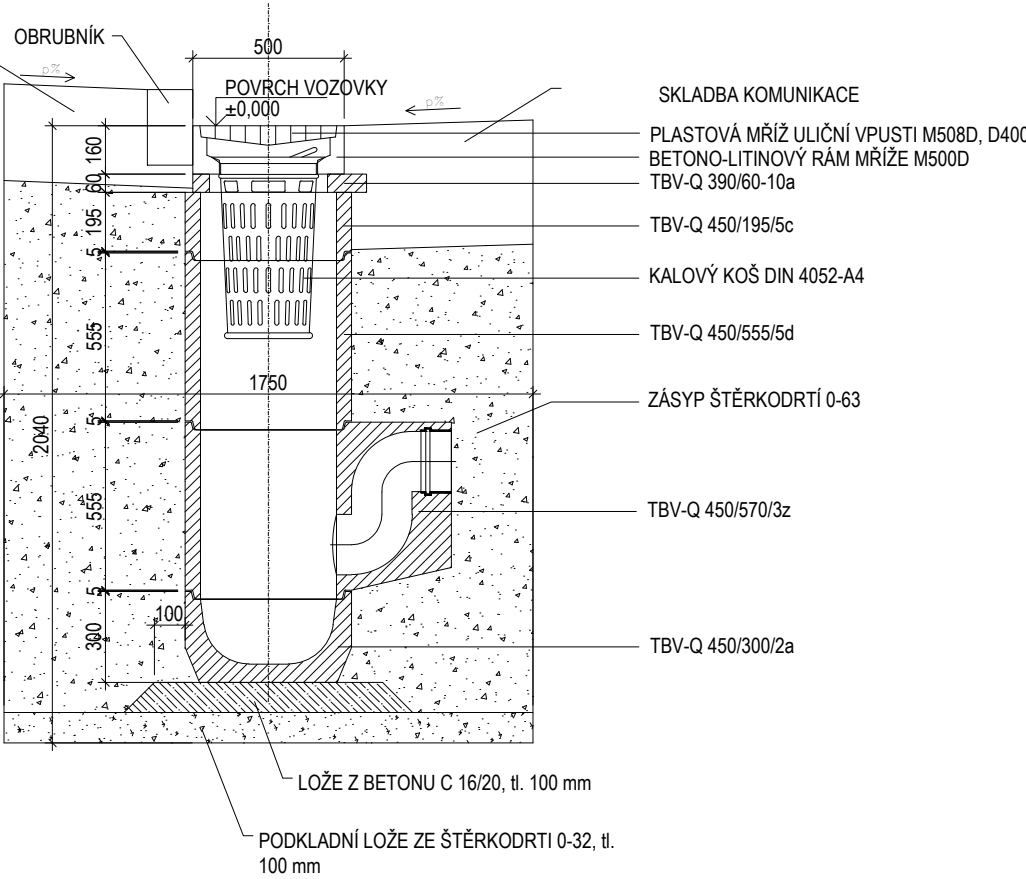 OBRUBNÍK
500
p%
POVRCH VOZOVKY
±0,000
p%
SKLADBA KOMUNIKACE
PLASTOVÁ MŘÍŽ ULIČNÍ VPUSTI M508D, D400
BETONO-LITINOVÝ RÁM MŘÍŽE M500D
160
TBV-Q 390/60-10a
60
195
TBV-Q 450/195/5c
5
KALOVÝ KOŠ DIN 4052-A4
555
TBV-Q 450/555/5d
1750
ZÁSYP ŠTĚRKODRTÍ 0-63
5
2040
555
TBV-Q 450/570/3z
5
100
300
TBV-Q 450/300/2a
LOŽE Z BETONU C 16/20, tl. 100 mm
PODKLADNÍ LOŽE ZE ŠTĚRKODRTI 0-32, tl.
100 mm